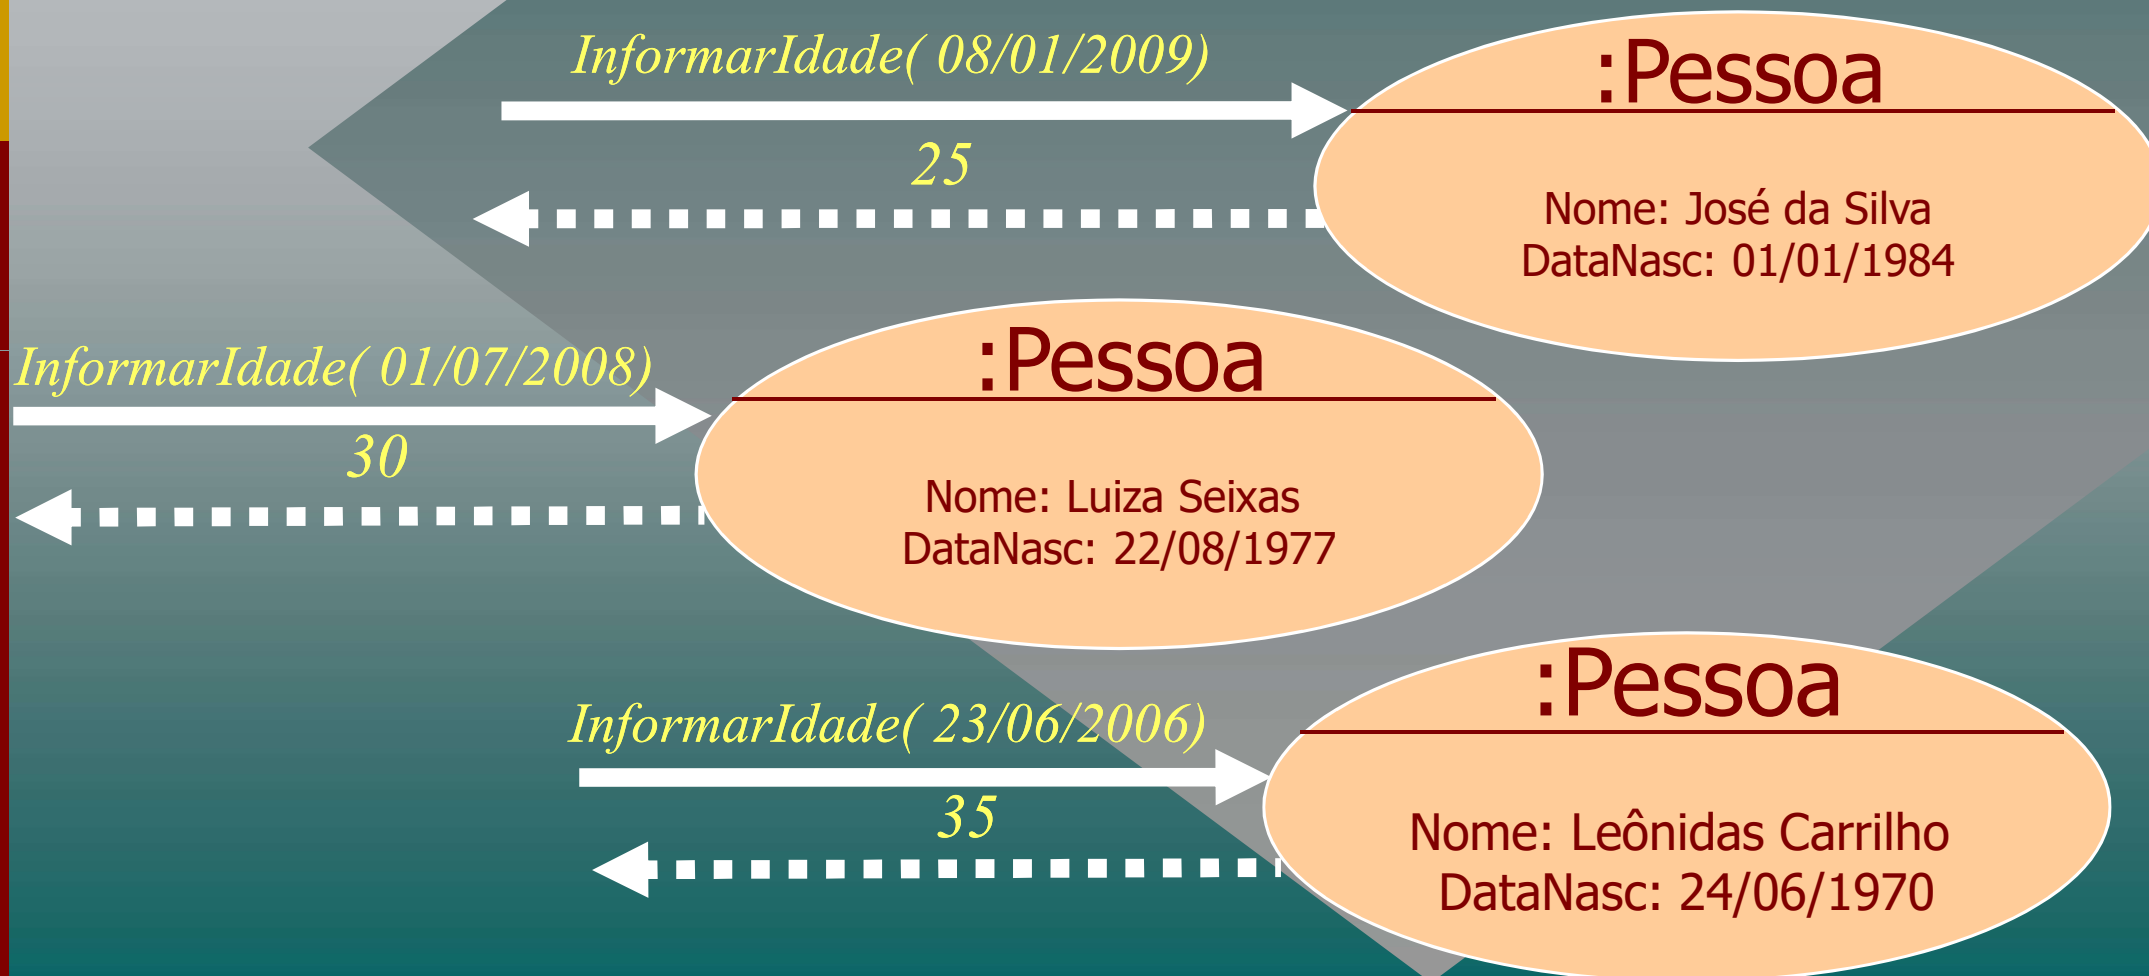 InformarIdade( 08/01/2009)
25
:Pessoa
Nome: José da Silva
DataNasc: 01/01/1984
InformarIdade( 01/07/2008)
30
:Pessoa
Nome: Luiza Seixas
DataNasc: 22/08/1977
InformarIdade( 23/06/2006)
35
:Pessoa
Nome: Leônidas Carrilho
DataNasc: 24/06/1970